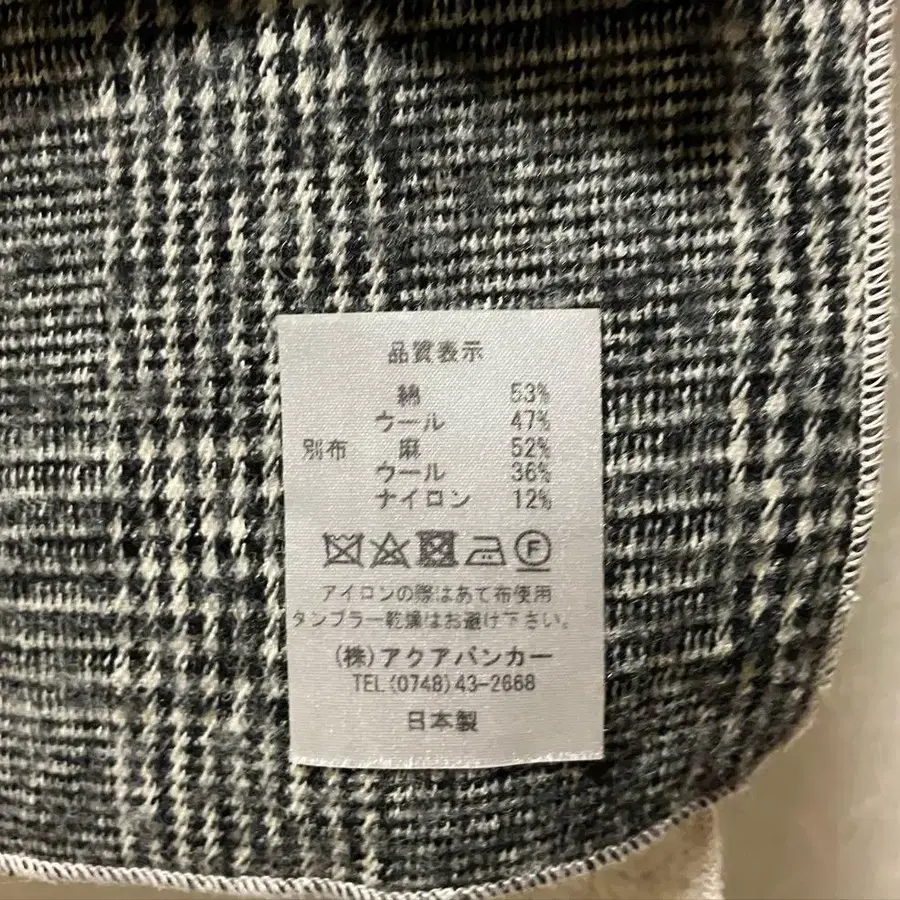 品質表示
綿 53%
ウール 47%
別布 麻 52%
ウール 36%
ナイロン 12%
F
アイロンの際はあて布使用
タンブラー乾燥はお避け下さい。
(株)アクアバンカー
TEL(0748)43-2668
日本製